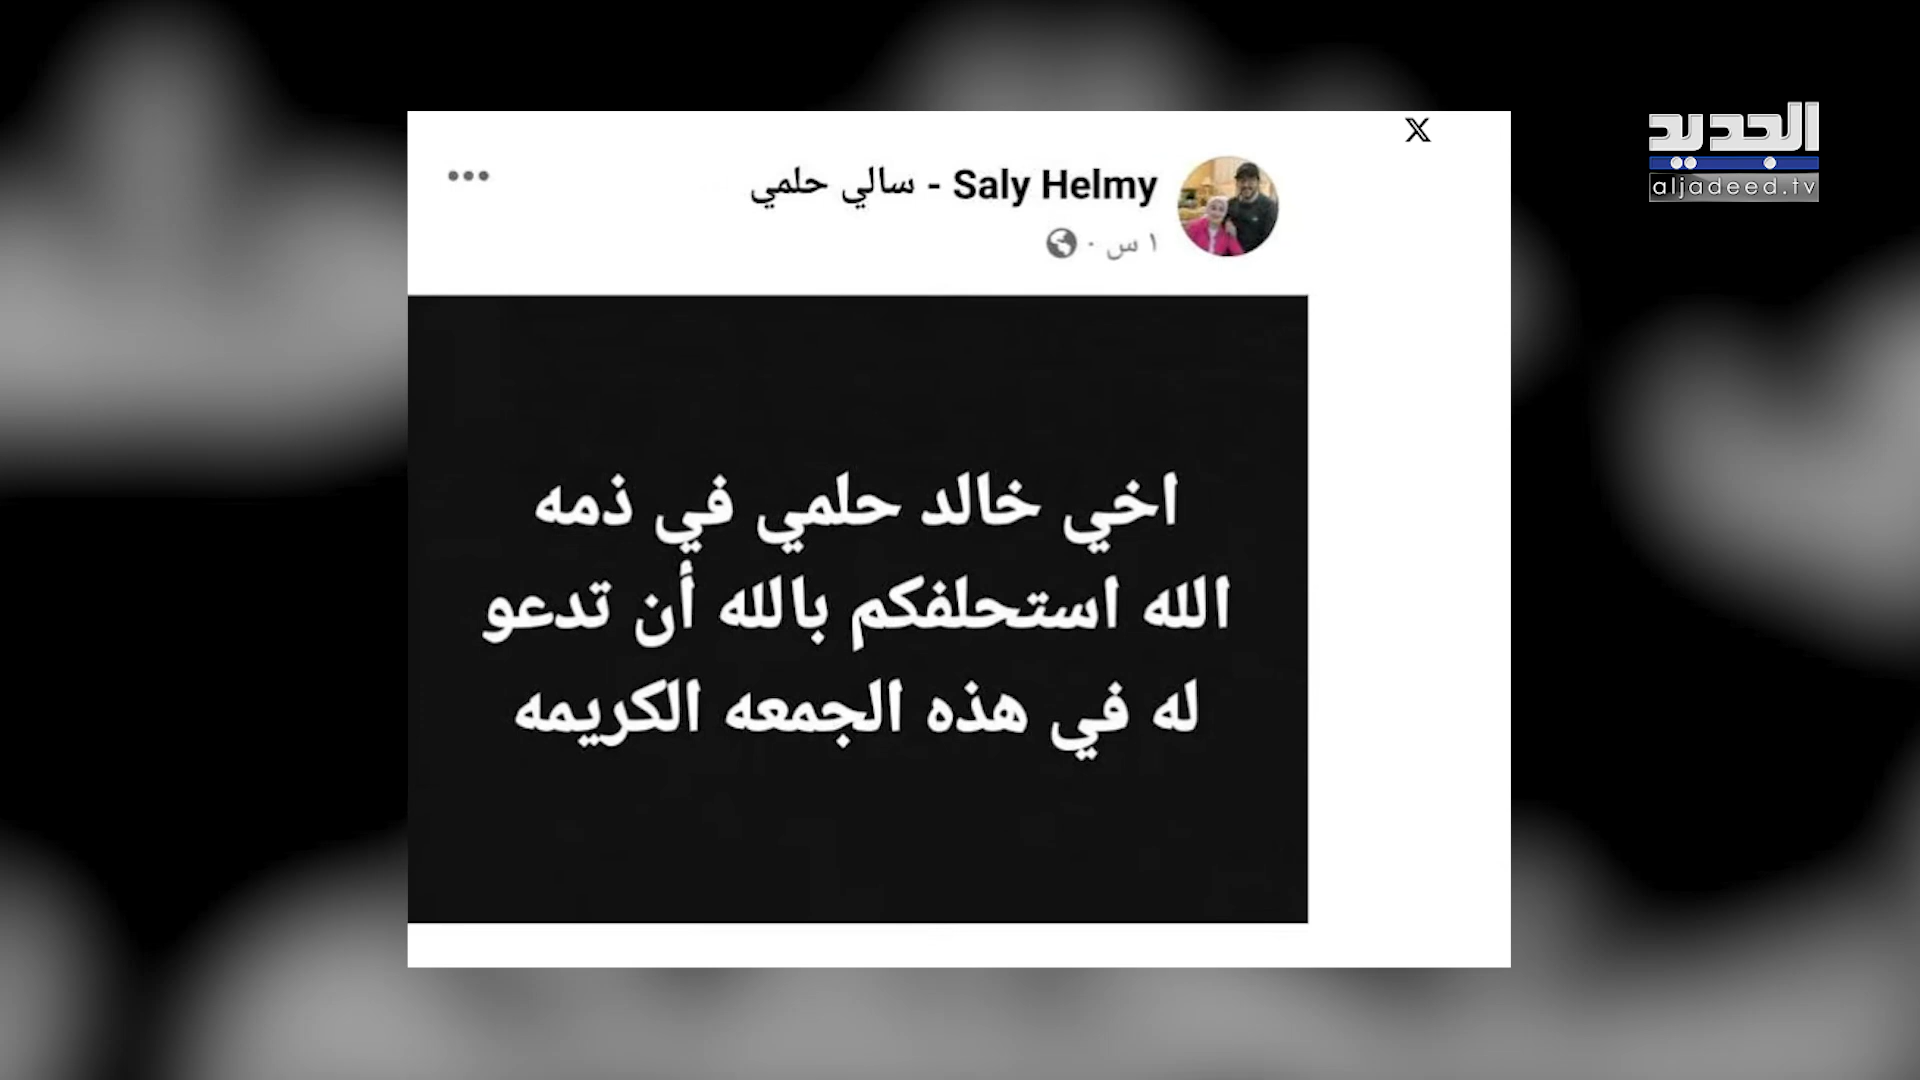 X
الجديد
aljadeed.tv
Saly Helmy - سالي حلمي
١ س ·
اخي خالد حلمي في ذمه
الله استحلفكم بالله أن تدعو
له في هذه الجمعه الكريمه